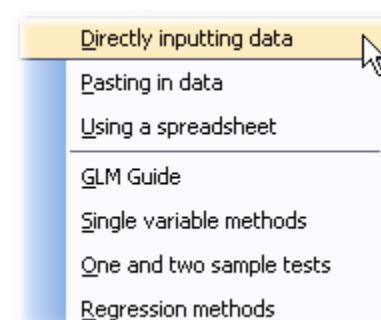 Directly inputting data
Pasting in data
Using a spreadsheet
GLM Guide
Single variable methods
One and two sample tests
Regression methods